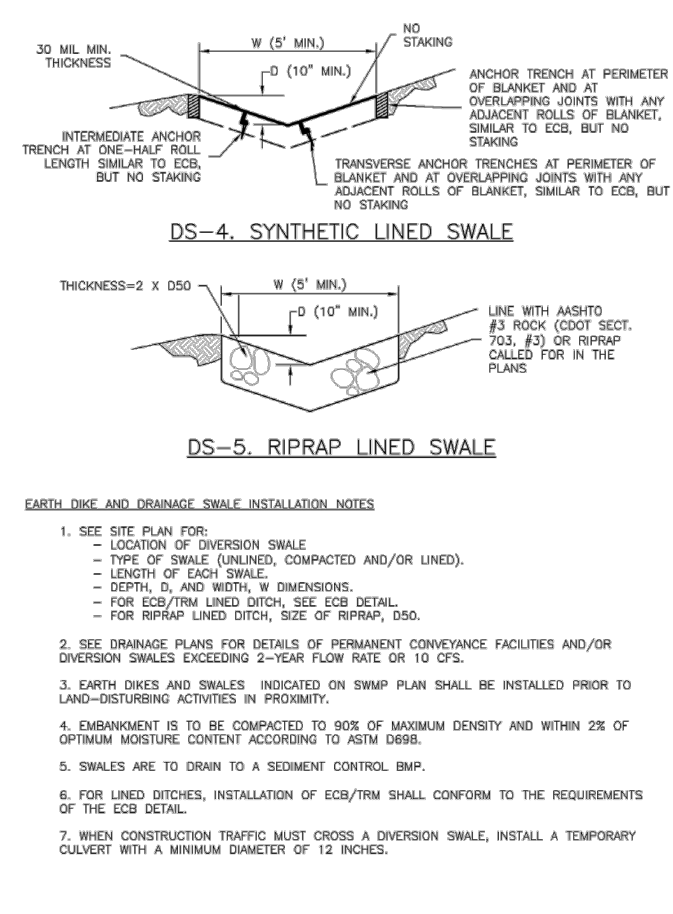 30 MIL MIN.
THICKNESS
W (5' MIN.)
D (10" MIN.)
NO
STAKING
ANCHOR TRENCH AT PERIMETER
OF BLANKET AND AT
OVERLAPPING JOINTS WITH ANY
ADJACENT ROLLS OF BLANKET,
SIMILAR TO ECB, BUT NO
STAKING
INTERMEDIATE ANCHOR
TRENCH AT ONE-HALF ROLL
LENGTH SIMILAR TO ECB,
BUT NO STAKING
TRANSVERSE ANCHOR TRENCHES AT PERIMETER OF
BLANKET AND AT OVERLAPPING JOINTS WITH ANY
ADJACENT ROLLS OF BLANKET, SIMILAR TO ECB, BUT
NO STAKING
DS-4. SYNTHETIC LINED SWALE
THICKNESS=2 X D50
W (5' MIN.)
D (10" MIN.)
LINE WITH AASHTO
#3 ROCK (CDOT SECT.
703, #3) OR RIPRAP
CALLED FOR IN THE
PLANS
DS-5. RIPRAP LINED SWALE
EARTH DIKE AND DRAINAGE SWALE INSTALLATION NOTES
1. SEE SITE PLAN FOR:
- LOCATION OF DIVERSION SWALE
- TYPE OF SWALE (UNLINED, COMPACTED AND/OR LINED).
- LENGTH OF EACH SWALE.
- DEPTH, D, AND WIDTH, W DIMENSIONS.
- FOR ECB/TRM LINED DITCH, SEE ECB DETAIL.
- FOR RIPRAP LINED DITCH, SIZE OF RIPRAP, D50.
2. SEE DRAINAGE PLANS FOR DETAILS OF PERMANENT CONVEYANCE FACILITIES AND/OR
DIVERSION SWALES EXCEEDING 2-YEAR FLOW RATE OR 10 CFS.
3. EARTH DIKES AND SWALES INDICATED ON SWMP PLAN SHALL BE INSTALLED PRIOR TO
LAND-DISTURBING ACTIVITIES IN PROXIMITY.
4. EMBANKMENT IS TO BE COMPACTED TO 90% OF MAXIMUM DENSITY AND WITHIN 2% OF
OPTIMUM MOISTURE CONTENT ACCORDING TO ASTM D698.
5. SWALES ARE TO DRAIN TO A SEDIMENT CONTROL BMP.
6. FOR LINED DITCHES, INSTALLATION OF ECB/TRM SHALL CONFORM TO THE REQUIREMENTS
OF THE ECB DETAIL.
7. WHEN CONSTRUCTION TRAFFIC MUST CROSS A DIVERSION SWALE, INSTALL A TEMPORARY
CULVERT WITH A MINIMUM DIAMETER OF 12 INCHES.